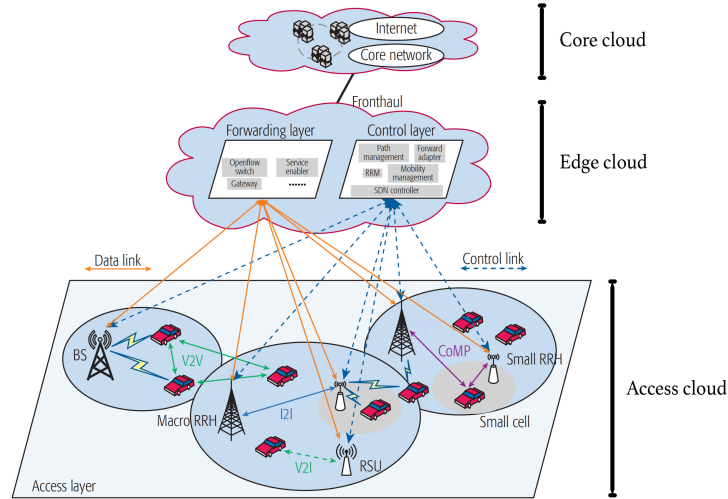 Internet
Core network
Core cloud
Fronthaul
Forwarding layer
Control layer
Openflow
switch
Service
enabler
Gateway
......
Path
management
Forward
adapter
RRM
Mobility
management
SDN controller
Edge cloud
Data link
Control link
BS
V2V
CoMP
Small RRH
Small cell
Macro RRH
I2I
V2I
RSU
Access layer
Access cloud